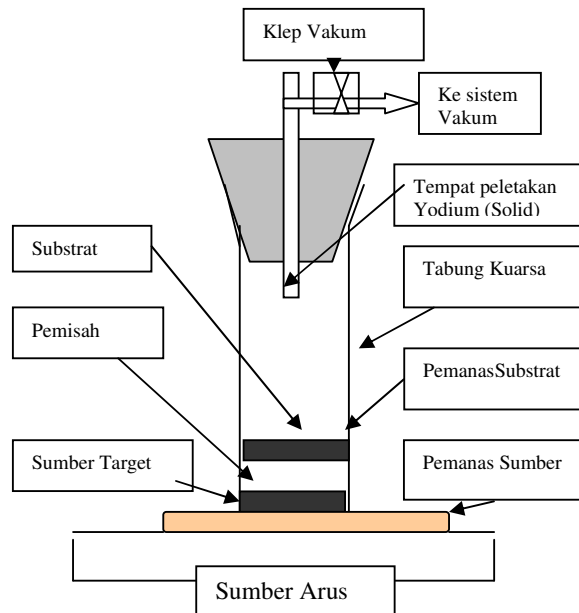 Klep Vakum
Ke sistem
Vakum
Tempat peletakan
Yodium (Solid)
Substrat
Tabung Kuarsa
Pemisah
PemanasSubstrat
Sumber Target
Pemanas Sumber
Sumber Arus